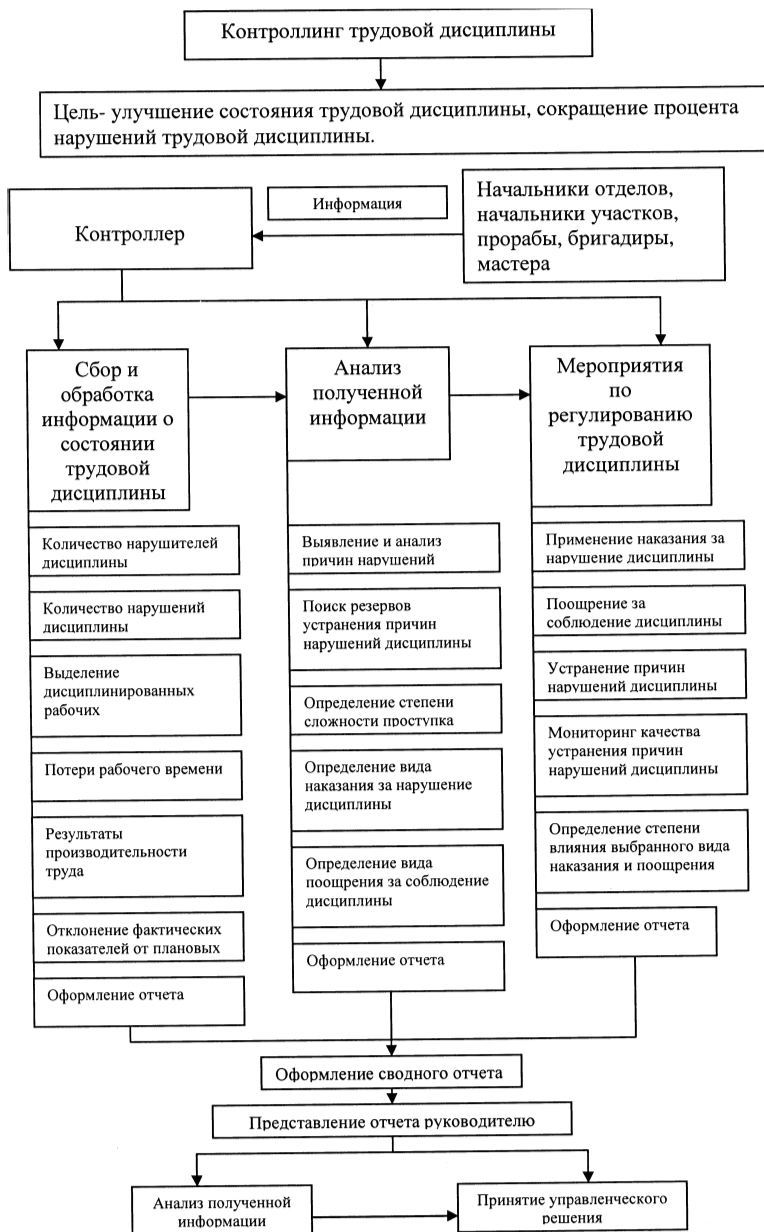 Контроллинг трудовой дисциплины
Цель- улучшение состояния трудовой дисциплины, сокращение процента
нарушений трудовой дисциплины.
Контроллер
Информация
Начальники отделов,
начальники участков,
прорабы, бригадиры,
мастера
Сбор и
обработка
информации о
состоянии
трудовой
дисциплины
Количество нарушителей
дисциплины
Количество нарушений
дисциплины
Выделение
дисциплинированных
рабочих
Потери рабочего времени
Результаты
производительности
труда
Отклонение фактических
показателей от плановых
Оформление отчета
Анализ
полученной
информации
Выявление и анализ
причин нарушений
Поиск резервов
устранения причин
нарушений дисциплины
Определение степени
сложности проступка
Определение вида
наказания за нарушение
дисциплины
Определение вида
поощрения за соблюдение
дисциплины
Оформление отчета
Мероприятия
по
регулированию
трудовой
дисциплины
Применение наказания за
нарушение дисциплины
Поощрение за
соблюдение дисциплины
Устранение причин
нарушений дисциплины
Мониторинг качества
устранения причин
нарушений дисциплины
Определение степени
влияния выбранного вида
наказания и поощрения
Оформление отчета
Оформление сводного отчета
Представление отчета руководителю
Анализ полученной
информации
Принятие управленческого
решения